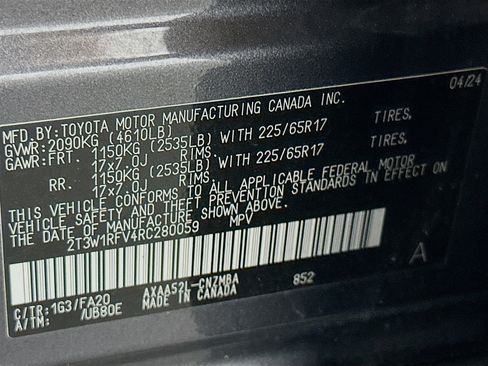 MFD.BY:TOYOTA MOTOR MANUFACTURING CANADA INC. 04/24
GVWR:2090KG (4610LB)
GAWR:FRT. 1150KG (2535LB) WITH 225/65R17 TIRES.
17x7.0J RIMS
RR. 1150KG (2535LB) WITH 225/65R17 TIRES.
17x7.0J RIMS
THIS VEHICLE CONFORMS TO ALL APPLICABLE FEDERAL MOTOR
VEHICLE SAFETY AND THEFT PREVENTION STANDARDS IN EFFECT ON
THE DATE OF MANUFACTURE SHOWN ABOVE.
2T3W1RFV4RC280059 MPV
A
C/TR:1G3/FA20 AXAA52L-CNZMBA 852
A/TM: /UB80E MADE IN CANADA